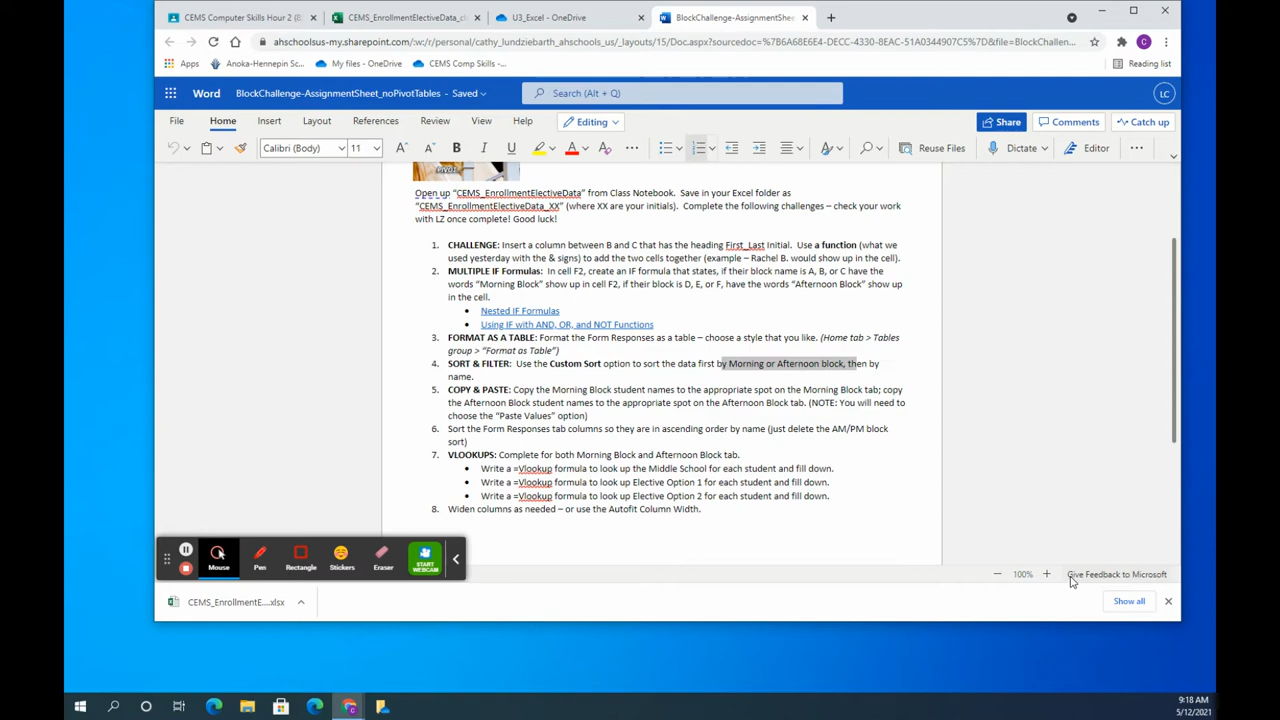 CEMS Computer Skills Hour 2 (B
CEMS_EnrollmentElectiveData_cl
U3_Excel - OneDrive
BlockChallenge-AssignmentShee
ahschoolsus-my.sharepoint.com/:w:/r/personal/cathy_lundziebarth_ahschools_us/_layouts/15/Doc.aspx?sourcedoc=%7B6A68E6E4-DECC-4330-8EAC-51A0344907C5%7D&file=BlockChallen...
C
Apps
Anoka-Hennepin Sc...
My files - OneDrive
CEMS Comp Skills -...
Reading list
Word
BlockChallenge-AssignmentSheet_noPivotTables - Saved
Search (Alt + Q)
LC
File
Home
Insert
Layout
References
Review
View
Help
Editing
Share
Comments
Catch up
Calibri (Body)
11
B
I
U
Reuse Files
Dictate
Editor
PIVOT
Open up “CEMS_EnrollmentElectiveData” from Class Notebook. Save in your Excel folder as
“CEMS_EnrollmentElectiveData_XX” (where XX are your initials). Complete the following challenges – check your work
with LZ once complete! Good luck!
1. CHALLENGE: Insert a column between B and C that has the heading First_Last Initial. Use a function (what we
used yesterday with the & signs) to add the two cells together (example – Rachel B. would show up in the cell).
2. MULTIPLE IF Formulas: In cell F2, create an IF formula that states, if their block name is A, B, or C have the
words “Morning Block” show up in cell F2, if their block is D, E, or F, have the words “Afternoon Block” show up
in the cell.
• Nested IF Formulas
• Using IF with AND, OR, and NOT Functions
3. FORMAT AS A TABLE: Format the Form Responses as a table – choose a style that you like. (Home tab > Tables
group > “Format as Table”)
4. SORT & FILTER: Use the Custom Sort option to sort the data first by Morning or Afternoon block, then by
name.
5. COPY & PASTE: Copy the Morning Block student names to the appropriate spot on the Morning Block tab; copy
the Afternoon Block student names to the appropriate spot on the Afternoon Block tab. (NOTE: You will need to
choose the “Paste Values” option)
6. Sort the Form Responses tab columns so they are in ascending order by name (just delete the AM/PM block
sort)
7. VLOOKUPS: Complete for both Morning Block and Afternoon Block tab.
• Write a =Vlookup formula to look up the Middle School for each student and fill down.
• Write a =Vlookup formula to look up Elective Option 1 for each student and fill down.
• Write a =Vlookup formula to look up Elective Option 2 for each student and fill down.
8. Widen columns as needed – or use the Autofit Column Width.
Mouse
Pen
Rectangle
Stickers
Eraser
START
WEBCAM
100%
Give Feedback to Microsoft
CEMS_EnrollmentE....xlsx
Show all
9:18 AM
5/12/2021